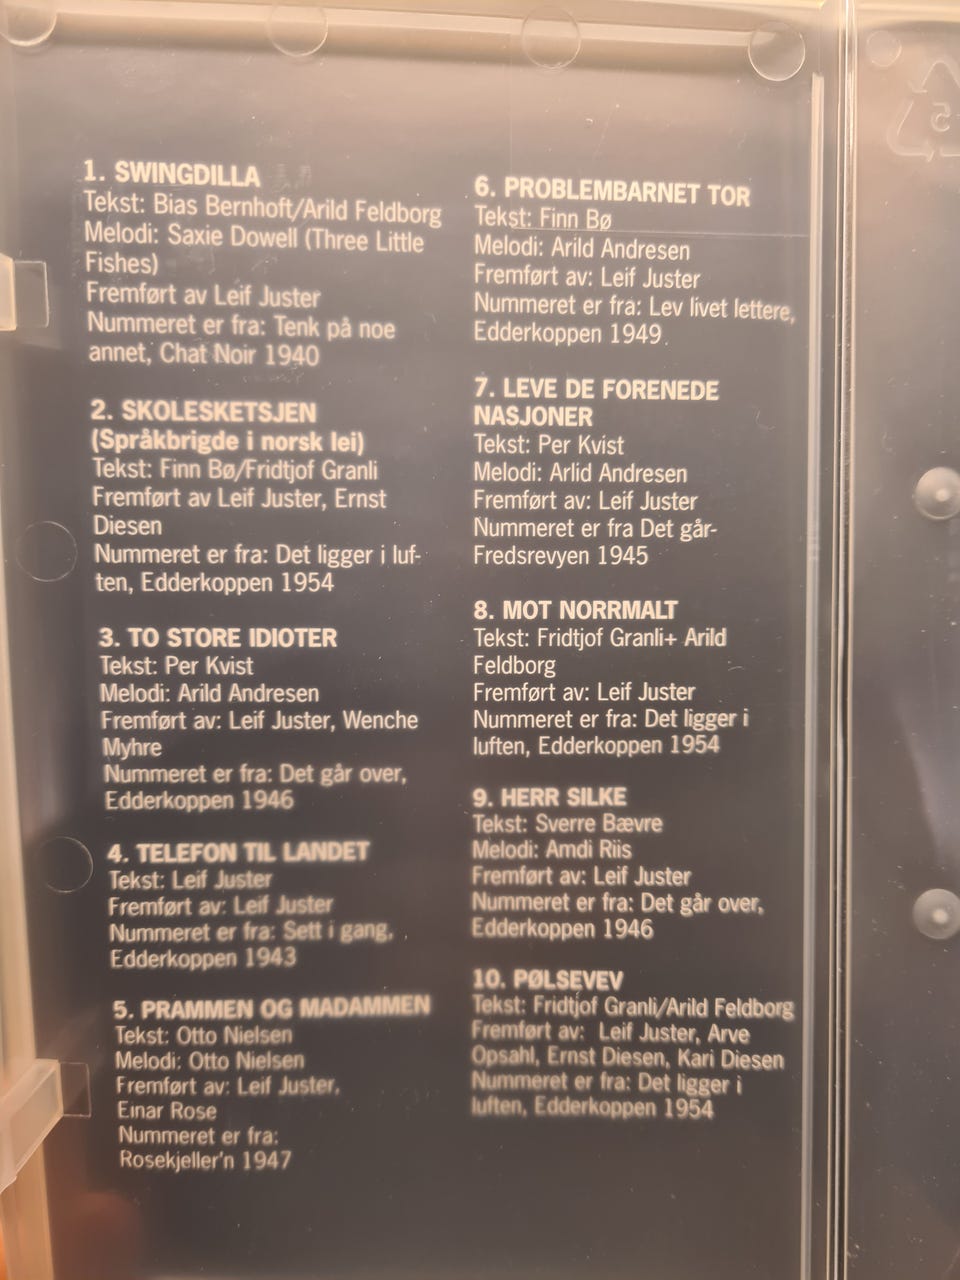 1. SWINGDILLA
Tekst: Bias Bernhoft/Arild Feldborg
Melodi: Saxie Dowell (Three Little
Fishes)
Fremført av Leif Juster
Nummeret er fra: Tenk på noe
annet, Chat Noir 1940
2. SKOLESKETSJEN
(Språkbrigde i norsk lei)
Tekst: Finn Bø/Fridtjof Granli
Fremført av Leif Juster, Ernst
Diesen
Nummeret er fra: Det ligger i luf-
ten, Edderkoppen 1954
3. TO STORE IDIOTER
Tekst: Per Kvist
Melodi: Arild Andresen
Fremført av: Leif Juster, Wenche
Myhre
Nummeret er fra: Det går over,
Edderkoppen 1946
4. TELEFON TIL LANDET
Tekst: Leif Juster
Fremført av: Leif Juster
Nummeret er fra: Sett i gang,
Edderkoppen 1943
5. PRAMMEN OG MADAMMEN
Tekst: Otto Nielsen
Melodi: Otto Nielsen
Fremført av: Leif Juster,
Einar Rose
Nummeret er fra:
Rosekjeller'n 1947
6. PROBLEMBARNET TOR
Tekst: Finn Bø
Melodi: Arild Andresen
Fremført av: Leif Juster
Nummeret er fra: Lev livet lettere,
Edderkoppen 1949
7. LEVE DE FORENEDE
NASJONER
Tekst: Per Kvist
Melodi: Arlid Andresen
Fremført av: Leif Juster
Nummeret er fra Det går-
Fredsrevyen 1945
8. MOT NORRMALT
Tekst: Fridtjof Granli+ Arild
Feldborg
Fremført av: Leif Juster
Nummeret er fra: Det ligger i
luften, Edderkoppen 1954
9. HERR SILKE
Tekst: Sverre Bævre
Melodi: Amdi Riis
Fremført av: Leif Juster
Nummeret er fra: Det går over,
Edderkoppen 1946
10. PØLSEVEV
Tekst: Fridtjof Granli/Arild Feldborg
Fremført av: Leif Juster, Arve
Opsahl, Ernst Diesen, Kari Diesen
Nummeret er fra: Det ligger i
luften, Edderkoppen 1954
5